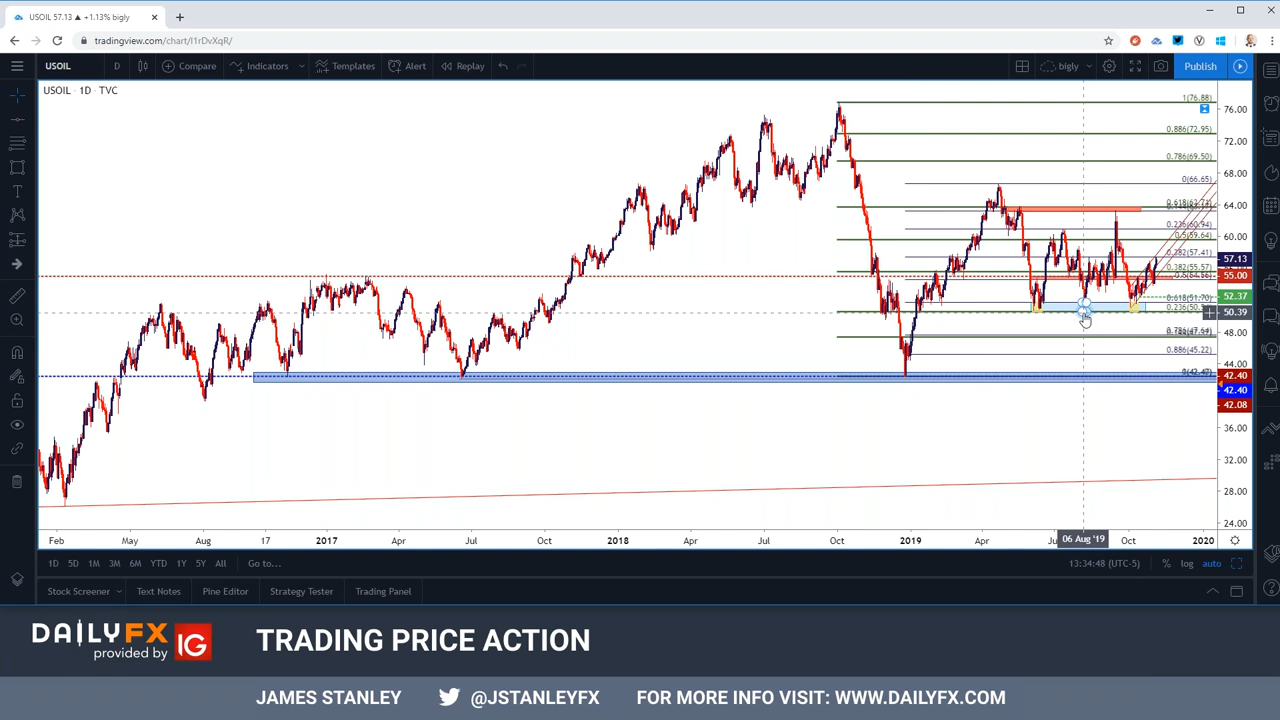 USOIL 57.13 ▲ +1.13% bigly
tradingview.com/chart/I1rDvXqR/
USOIL D Compare Indicators Templates Alert Replay bigly Publish
USOIL · 1D · TVC
1(76.88)
76.00
0.886(72.95)
72.00
0.786(69.50)
68.00
0(66.65)
64.00
0.236(60.94)
60.00
0.5(59.64)
0.382(57.41)
57.13
0.382(55.57)
55.00
52.37
0.618(51.70)
50.39
48.00
0.886(45.22)
44.00
42.40
42.40
42.08
36.00
32.00
28.00
24.00
Feb May Aug 17 2017 Apr Jul Oct 2018 Apr Jul Oct 2019 Apr 06 Aug '19 Oct 2020
1D 5D 1M 3M 6M YTD 1Y 5Y All Go to... 13:34:48 (UTC-5) % log auto
Stock Screener Text Notes Pine Editor Strategy Tester Trading Panel
DAILYFX
provided by IG
TRADING PRICE ACTION
JAMES STANLEY @JSTANLEYFX FOR MORE INFO VISIT: WWW.DAILYFX.COM